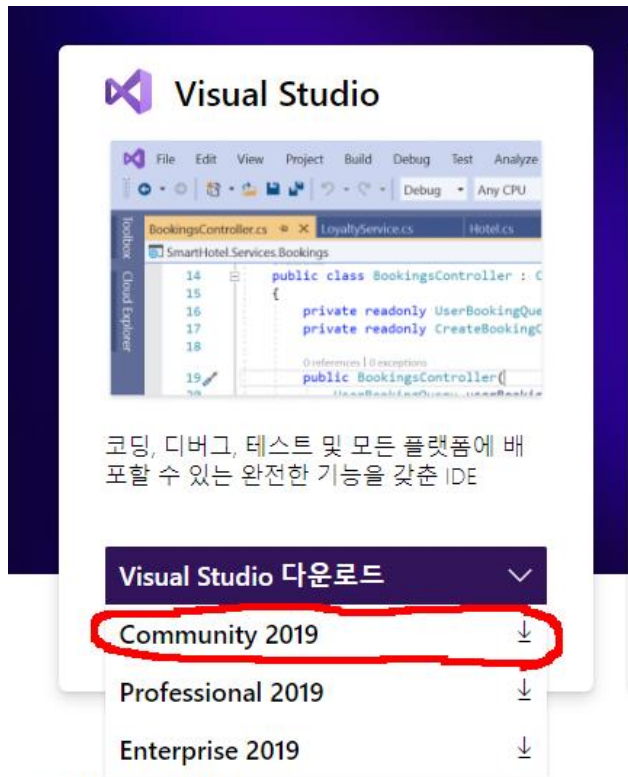 Visual Studio
File Edit View Project Build Debug Test Analyze
Debug Any CPU
Toolbox
Cloud Explorer
BookingsController.cs LoyaltyService.cs Hotel.cs
SmartHotel.Services.Bookings
14 public class BookingsController : C
15 {
16 private readonly UserBookingQue
17 private readonly CreateBookingC
18
0 references | 0 exceptions
19 public BookingsController(
코딩, 디버그, 테스트 및 모든 플랫폼에 배
포할 수 있는 완전한 기능을 갖춘 IDE
Visual Studio 다운로드
Community 2019
Professional 2019
Enterprise 2019